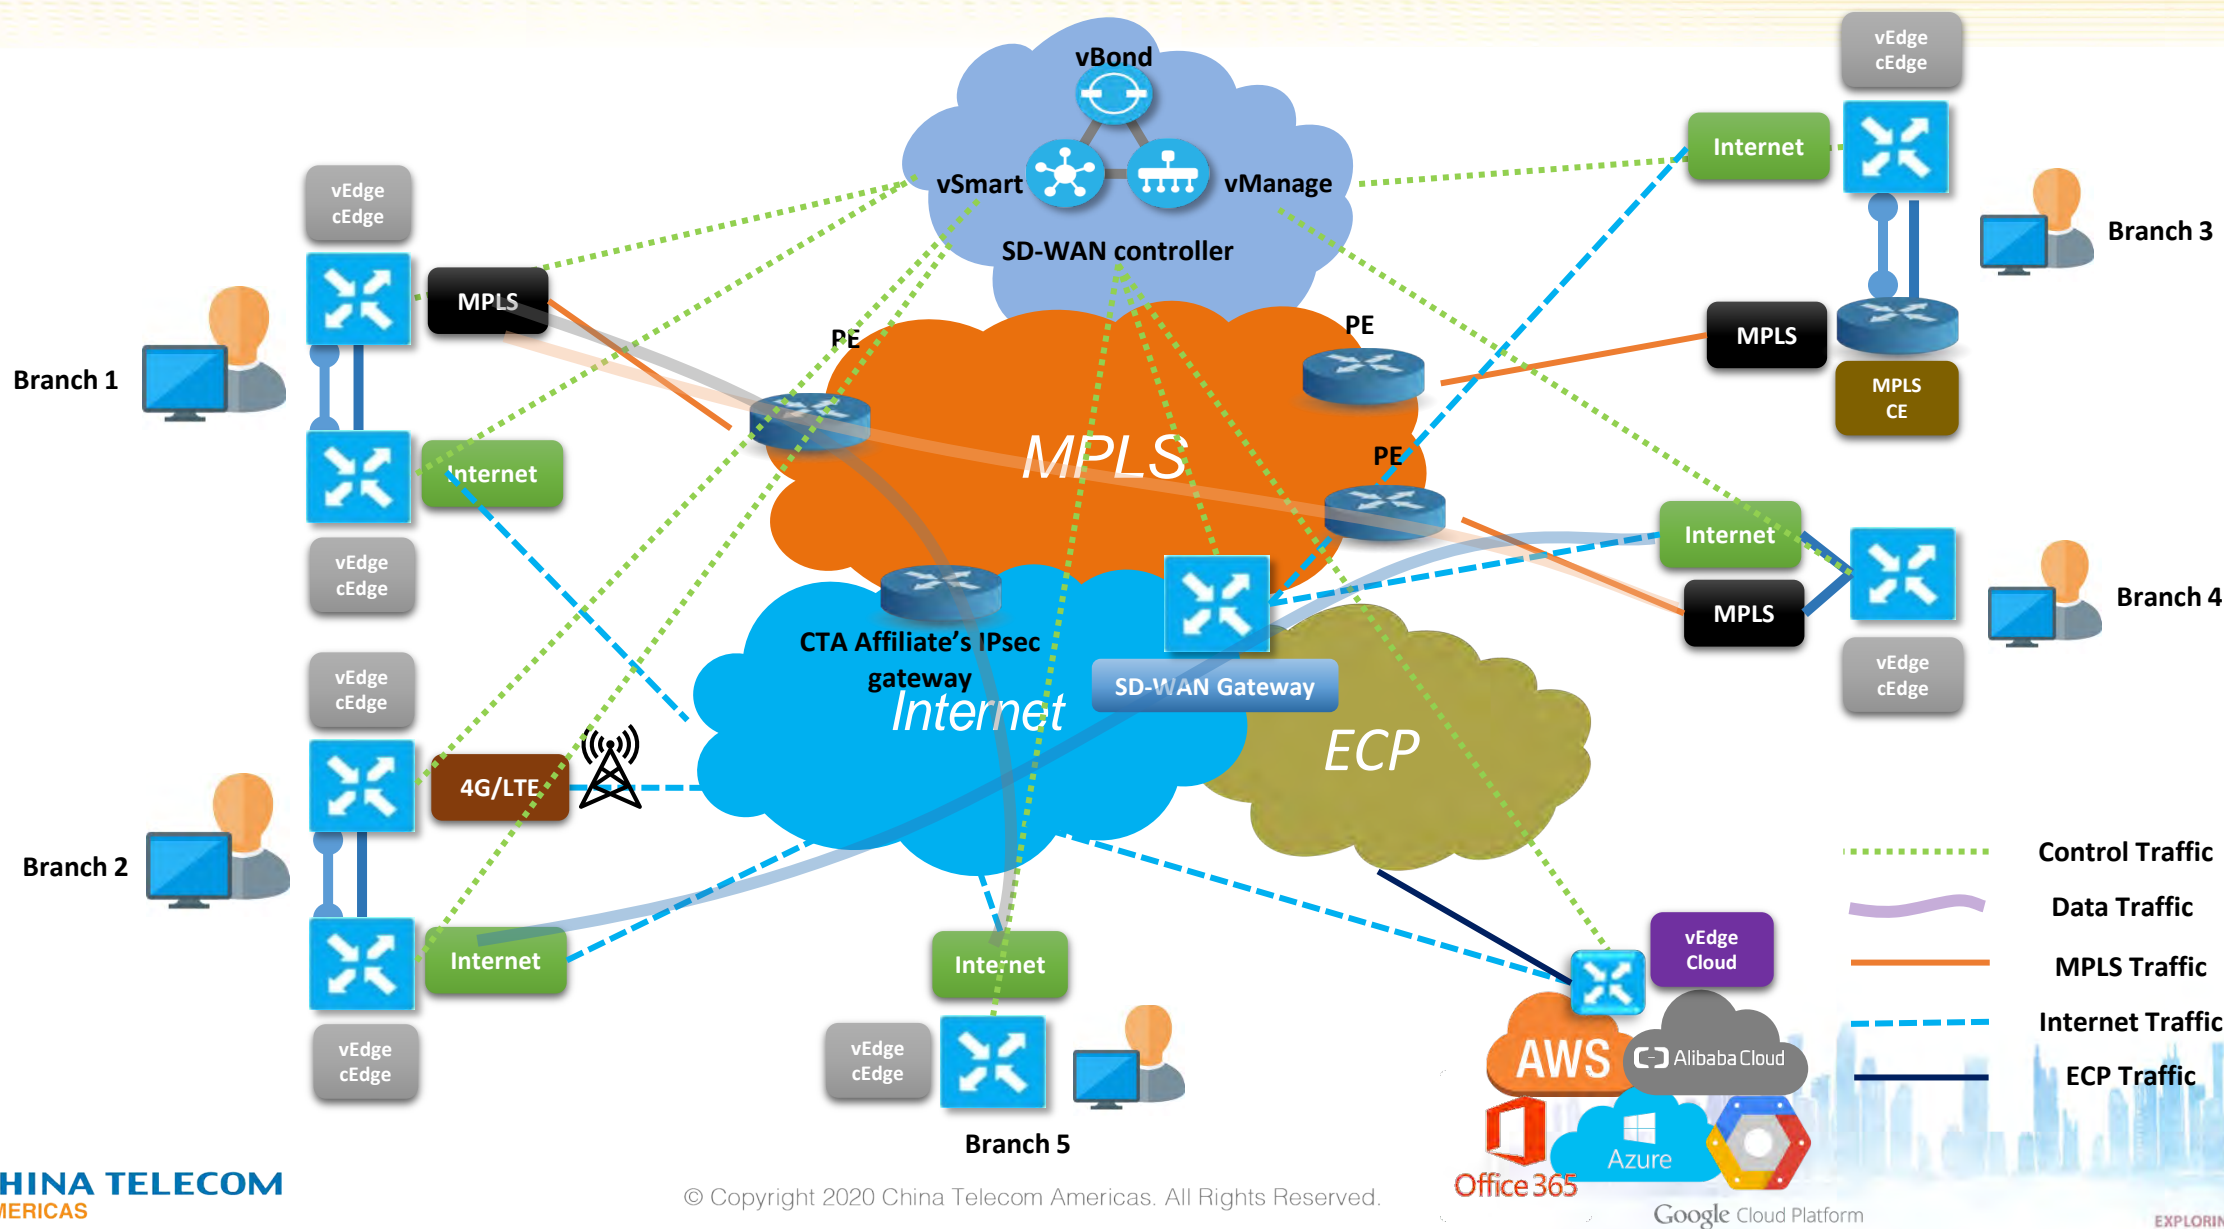 vBond
vSmart
vManage
SD-WAN controller
vEdge
cEdge
Internet
Branch 3
MPLS
MPLS
CE
vEdge
cEdge
MPLS
Branch 1
Internet
vEdge
cEdge
PE
PE
PE
MPLS
Internet
MPLS
Branch 4
vEdge
cEdge
CTA Affiliate's IPsec
gateway
Internet
SD-WAN Gateway
ECP
vEdge
cEdge
4G/LTE
Branch 2
Internet
vEdge
cEdge
Internet
vEdge
cEdge
Branch 5
vEdge
Cloud
AWS
Alibaba Cloud
Office 365
Azure
Google Cloud Platform
Control Traffic
Data Traffic
MPLS Traffic
Internet Traffic
ECP Traffic
HINA TELECOM
MERICAS
© Copyright 2020 China Telecom Americas. All Rights Reserved.
EXPLORIN